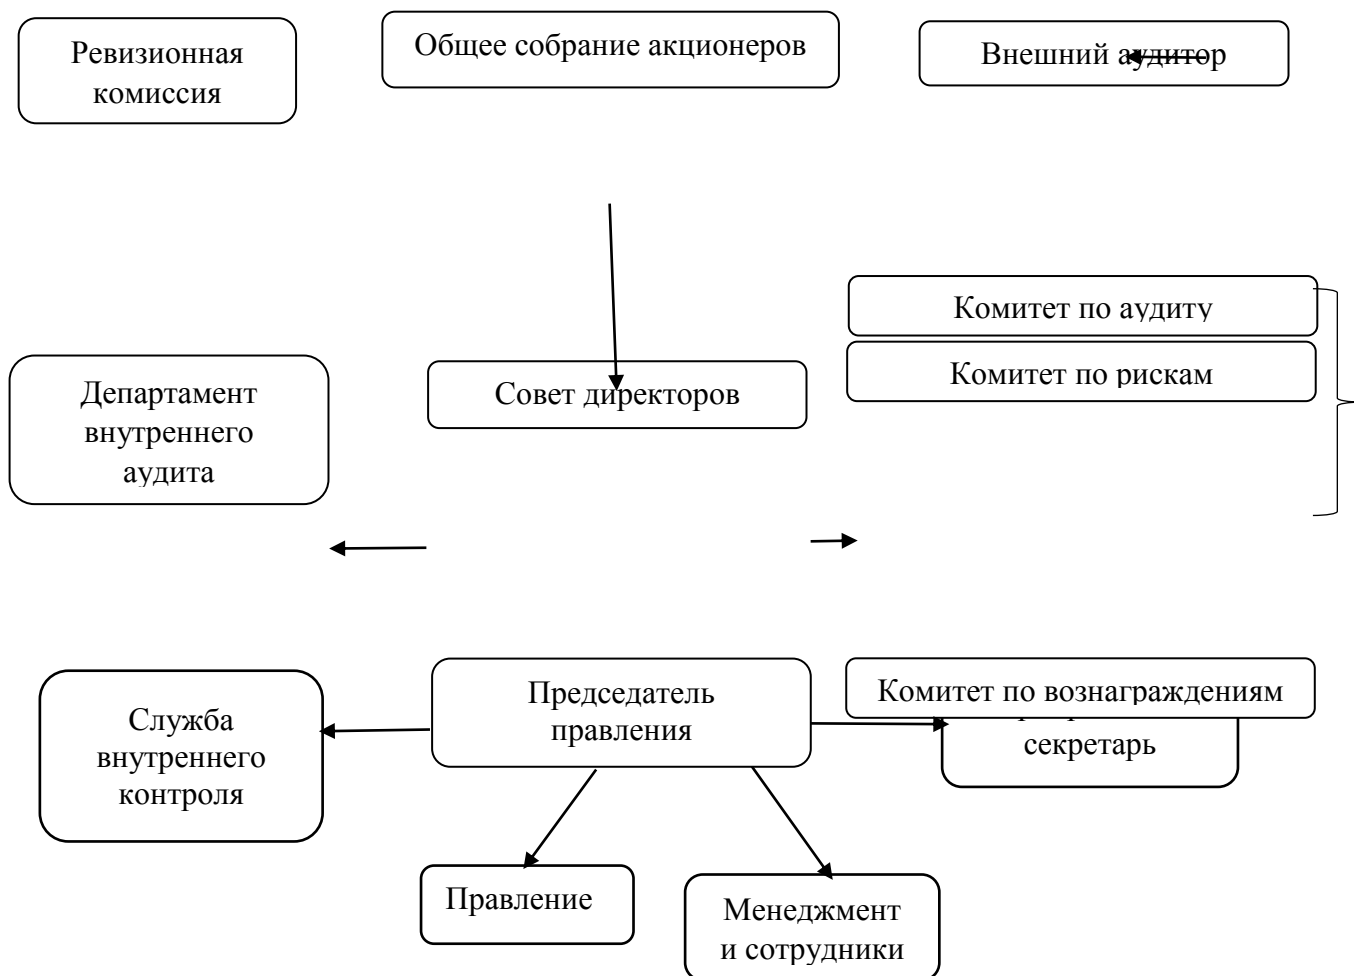 Ревизионная
комиссия
Общее собрание акционеров
Внешний аудитор
Комитет по аудиту
Комитет по рискам
Департамент
внутреннего
аудита
Совет директоров
Служба
внутреннего
контроля
Председатель
правления
Комитет по вознаграждениям
секретарь
Правление
Менеджмент
и сотрудники